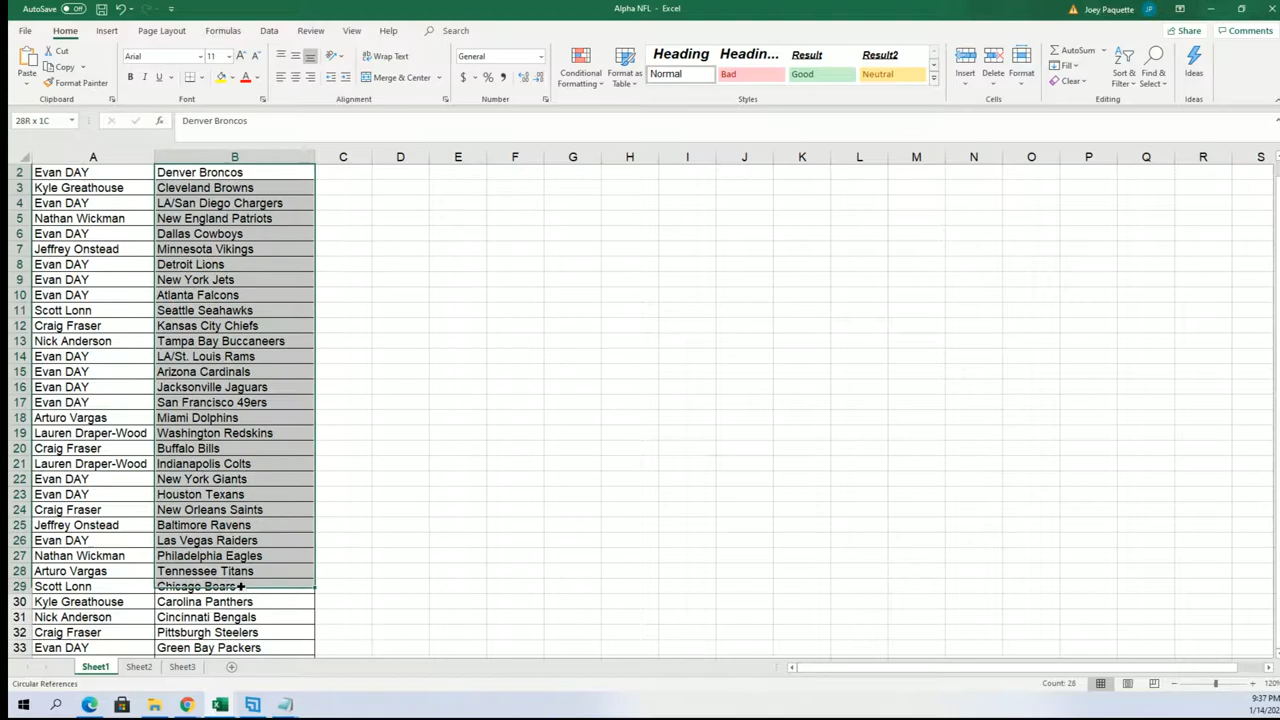 AutoSave Off
Alpha NFL - Excel
Joey Paquette JP
File Home Insert Page Layout Formulas Data Review View Help Search Share Comments
Paste Cut Copy Format Painter
Arial 11
Wrap Text
Merge & Center
General
Conditional Formatting Format as Table
Heading Headin... Result Result2
Normal Bad Good Neutral
Insert Delete Format
AutoSum Fill Clear
Sort & Filter Find & Select Ideas
Clipboard Font Alignment Number Styles Cells Editing Ideas
28R x 1C fx Denver Broncos
A B C D E F G H I J K L M N O P Q R S
2 Evan DAY Denver Broncos
3 Kyle Greathouse Cleveland Browns
4 Evan DAY LA/San Diego Chargers
5 Nathan Wickman New England Patriots
6 Evan DAY Dallas Cowboys
7 Jeffrey Onstead Minnesota Vikings
8 Evan DAY Detroit Lions
9 Evan DAY New York Jets
10 Evan DAY Atlanta Falcons
11 Scott Lonn Seattle Seahawks
12 Craig Fraser Kansas City Chiefs
13 Nick Anderson Tampa Bay Buccaneers
14 Evan DAY LA/St. Louis Rams
15 Evan DAY Arizona Cardinals
16 Evan DAY Jacksonville Jaguars
17 Evan DAY San Francisco 49ers
18 Arturo Vargas Miami Dolphins
19 Lauren Draper-Wood Washington Redskins
20 Craig Fraser Buffalo Bills
21 Lauren Draper-Wood Indianapolis Colts
22 Evan DAY New York Giants
23 Evan DAY Houston Texans
24 Craig Fraser New Orleans Saints
25 Jeffrey Onstead Baltimore Ravens
26 Evan DAY Las Vegas Raiders
27 Nathan Wickman Philadelphia Eagles
28 Arturo Vargas Tennessee Titans
29 Scott Lonn Chicago Bears
30 Kyle Greathouse Carolina Panthers
31 Nick Anderson Cincinnati Bengals
32 Craig Fraser Pittsburgh Steelers
33 Evan DAY Green Bay Packers
Sheet1 Sheet2 Sheet3
Circular References
Count: 28
120%
9:37 PM
1/14/202